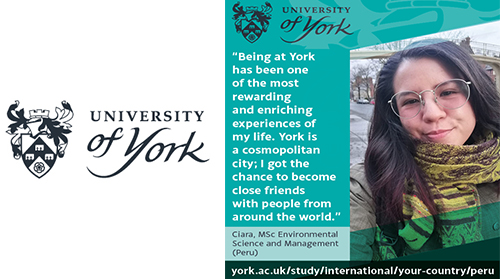 UNIVERSITY
of York
UNIVERSITY
of York
“Being at York
has been one
of the most
rewarding
and enriching
experiences of
my life. York is
a cosmopolitan
city; I got the
chance to become
close friends
with people from
around the world.”
Ciara, MSc Environmental
Science and Management
(Peru)
york.ac.uk/study/international/your-country/peru